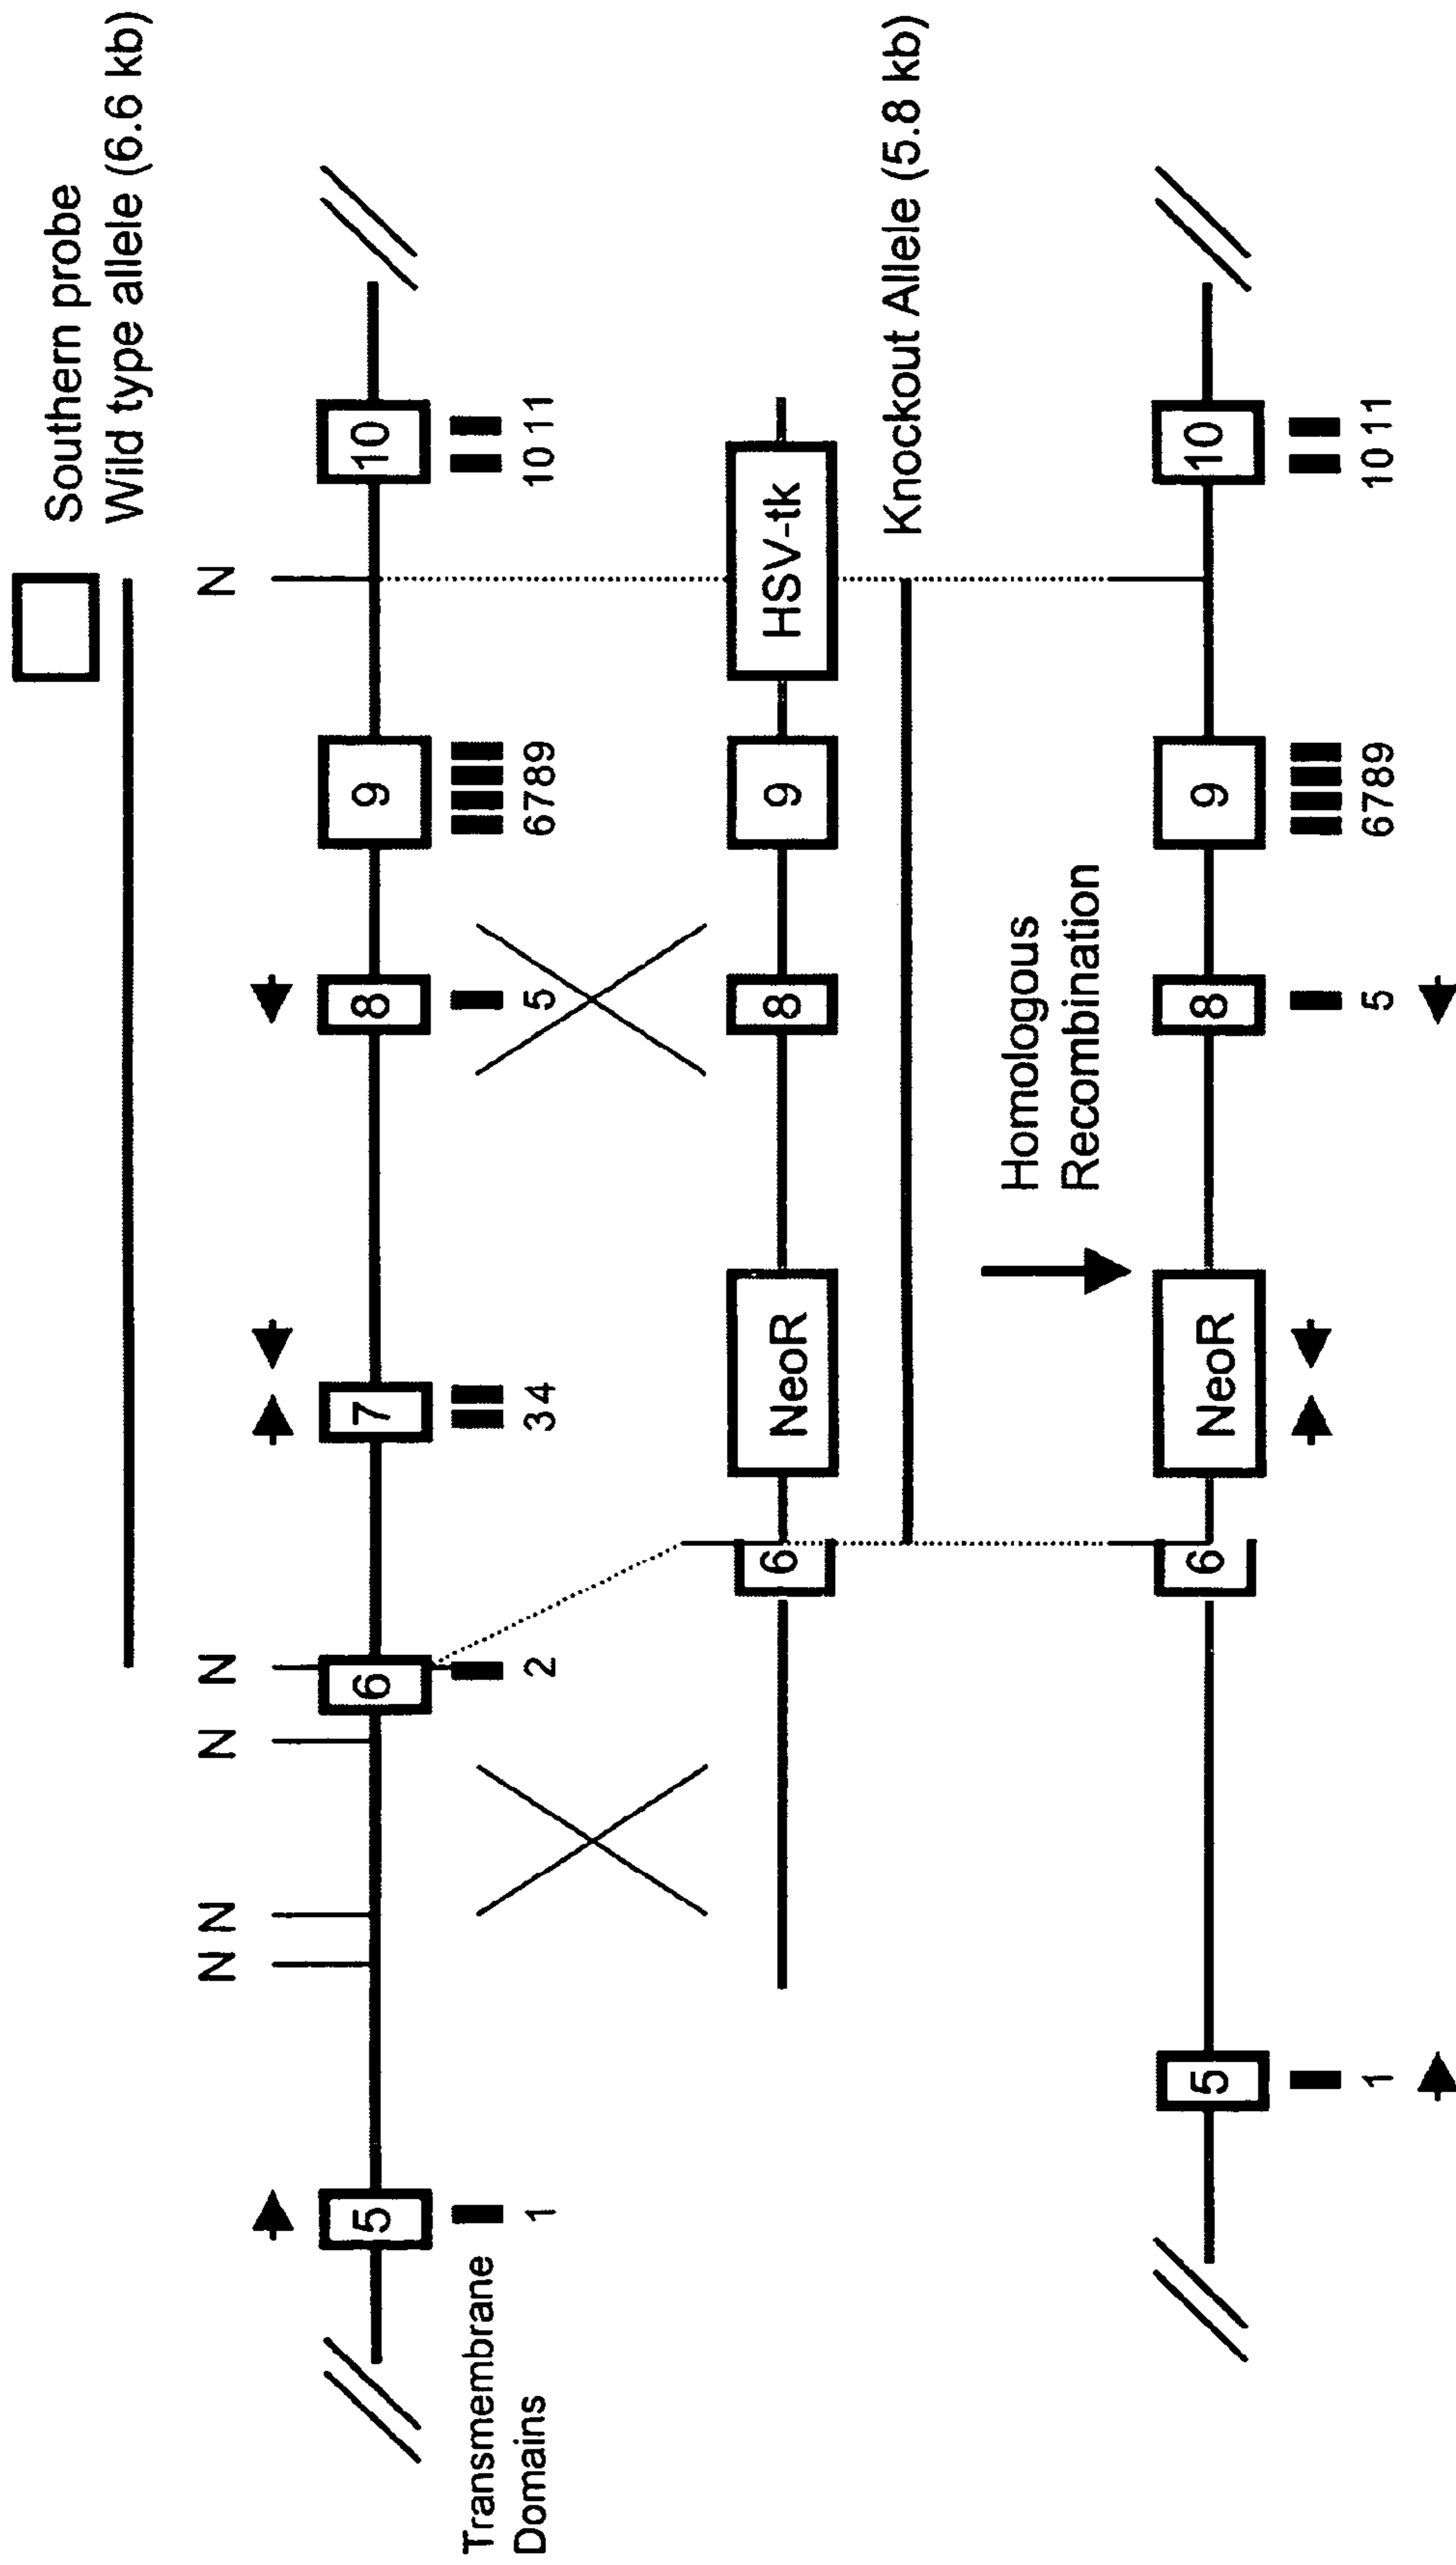 Southern probe
Wild type allele (6.6 kb)
N N N N N
5 6 7 8 9 10
Transmembrane
Domains
1 2 3 4 5 6 7 8 9 10 11
6 NeoR 8 9 HSV-tk
Knockout Allele (5.8 kb)
Homologous
Recombination
5 6 NeoR 8 9 10
1 5 6 7 8 9 10 11